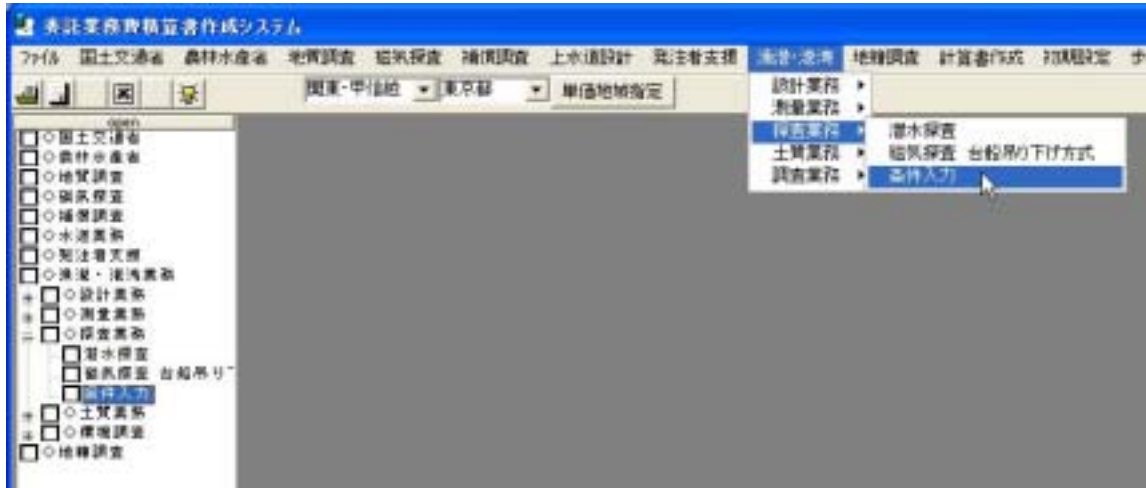 委託業務費積算書作成システム
ファイル 国土交通省 農林水産省 地質調査 磁気探査 補償調査 上水道設計 発注者支援 漁港・港湾 地籍調査 計算書作成 初期設定 歩
関東・甲信越 東京都 単価地域指定
設計業務
測量業務
探査業務
土質業務
調査業務
潜水探査
磁気探査 台船吊り下げ方式
条件入力
open
○国土交通省
○農林水産省
○地質調査
○磁気探査
○補償調査
○水道業務
○発注者支援
○漁港・港湾業務
○設計業務
○測量業務
○探査業務
潜水探査
磁気探査 台船吊り
条件入力
○土質業務
○環境調査
○地籍調査